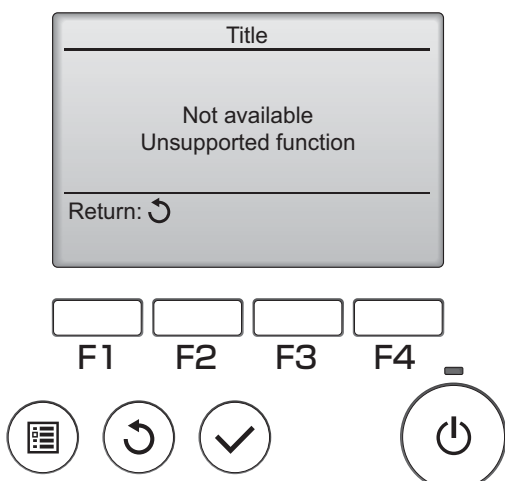 Title
Not available
Unsupported function
Return:
F1 F2 F3 F4